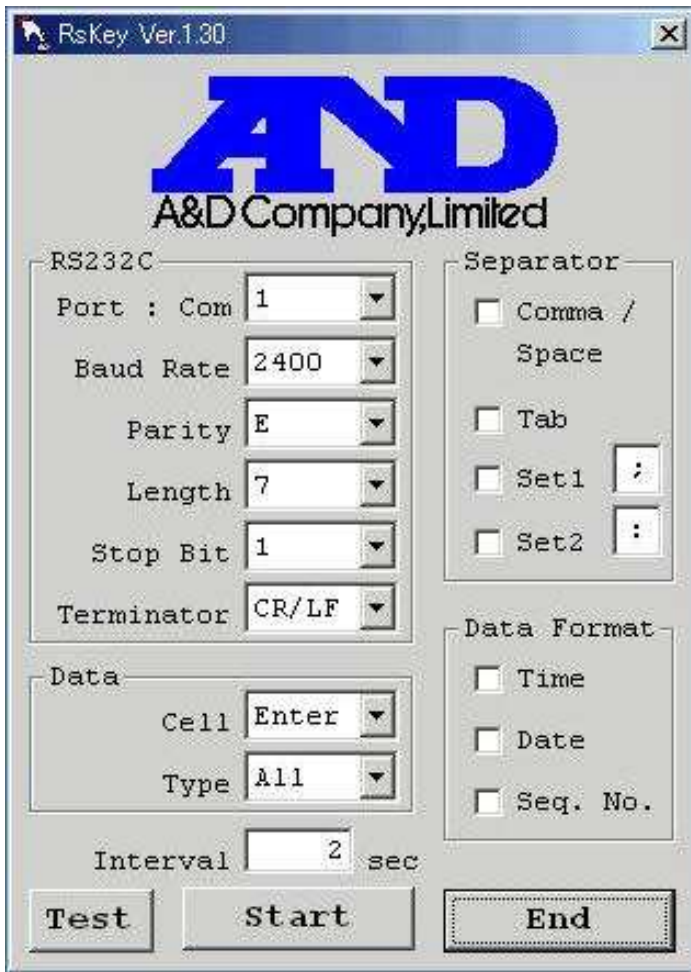 RsKey Ver.1.30
AND
A&D Company,Limited
RS232C
Port : Com 1
Baud Rate 2400
Parity E
Length 7
Stop Bit 1
Terminator CR/LF
Separator
Comma /
Space
Tab
Set1 ;
Set2 :
Data
Cell Enter
Type All
Data Format
Time
Date
Seq. No.
Interval 2 sec
Test Start End